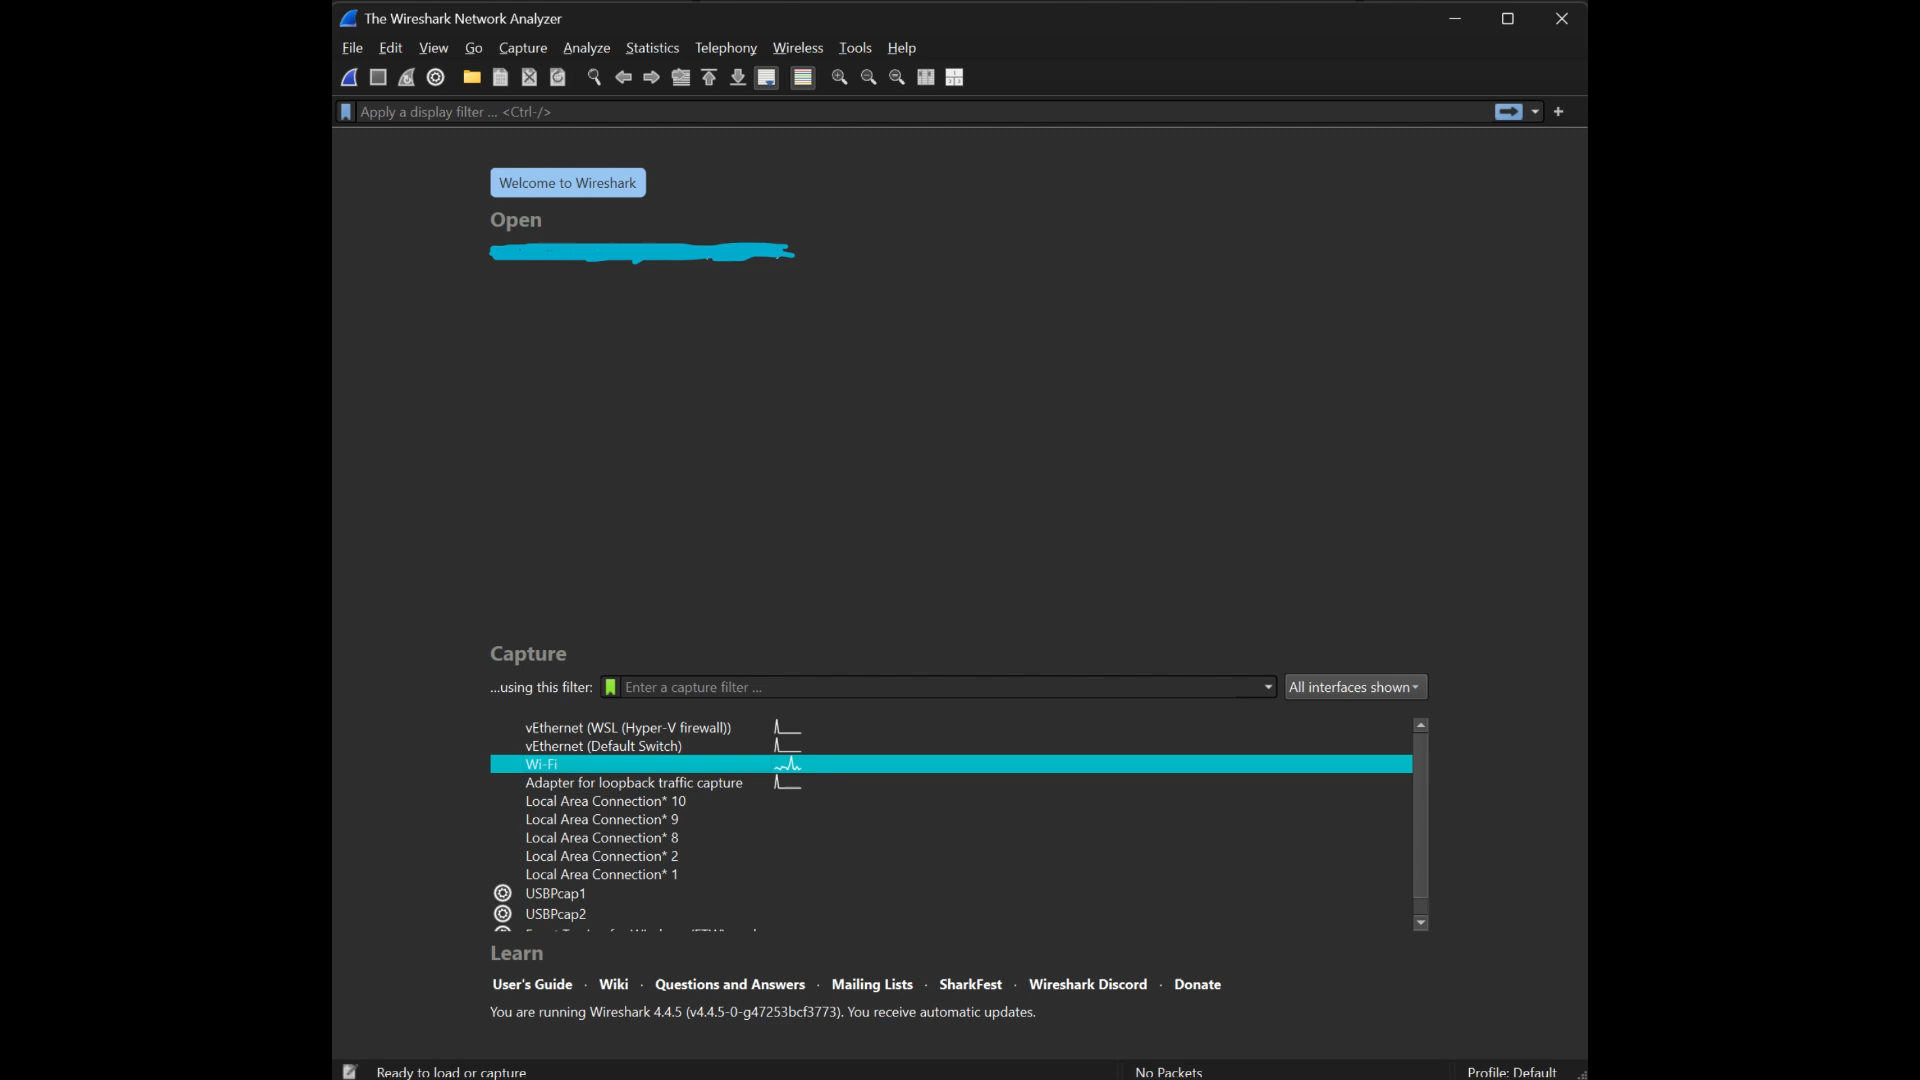 The Wireshark Network Analyzer
File Edit View Go Capture Analyze Statistics Telephony Wireless Tools Help
Apply a display filter ... <Ctrl-/>
Welcome to Wireshark
Open
Capture
...using this filter: Enter a capture filter ... All interfaces shown
vEthernet (WSL (Hyper-V firewall))
vEthernet (Default Switch)
Wi-Fi
Adapter for loopback traffic capture
Local Area Connection* 10
Local Area Connection* 9
Local Area Connection* 8
Local Area Connection* 2
Local Area Connection* 1
USBPcap1
USBPcap2
Learn
User's Guide · Wiki · Questions and Answers · Mailing Lists · SharkFest · Wireshark Discord · Donate
You are running Wireshark 4.4.5 (v4.4.5-0-g47253bcf3773). You receive automatic updates.
Ready to load or capture No Packets Profile: Default